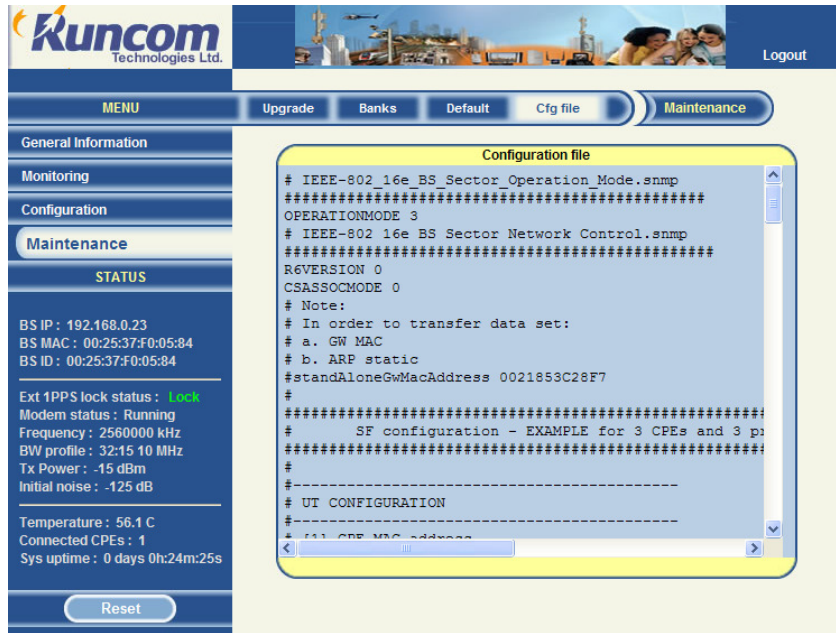 Runcom
Technologies Ltd.
Logout
MENU
General Information
Monitoring
Configuration
Maintenance
STATUS
BS IP : 192.168.0.23
BS MAC : 00:25:37:F0:05:84
BS ID : 00:25:37:F0:05:84
Ext 1PPS lock status : Lock
Modem status : Running
Frequency : 2560000 kHz
BW profile : 32:15 10 MHz
Tx Power : -15 dBm
Initial noise : -125 dB
Temperature : 56.1 C
Connected CPEs : 1
Sys uptime : 0 days 0h:24m:25s
Reset
Upgrade Banks Default Cfg file Maintenance
Configuration file
# IEEE-802_16e_BS_Sector_Operation_Mode.snmp
###############################################
OPERATIONMODE 3
# IEEE-802 16e BS Sector Network Control.snmp
################################################
R6VERSION 0
CSASSOCMODE 0
# Note:
# In order to transfer data set:
# a. GW MAC
# b. ARP static
#standAloneGwMacAddress 0021853C28F7
#
######################################################
# SF configuration - EXAMPLE for 3 CPEs and 3
######################################################
#
#-------------------------------------------
# UT CONFIGURATION
#-------------------------------------------
# [1] CPE MAC address